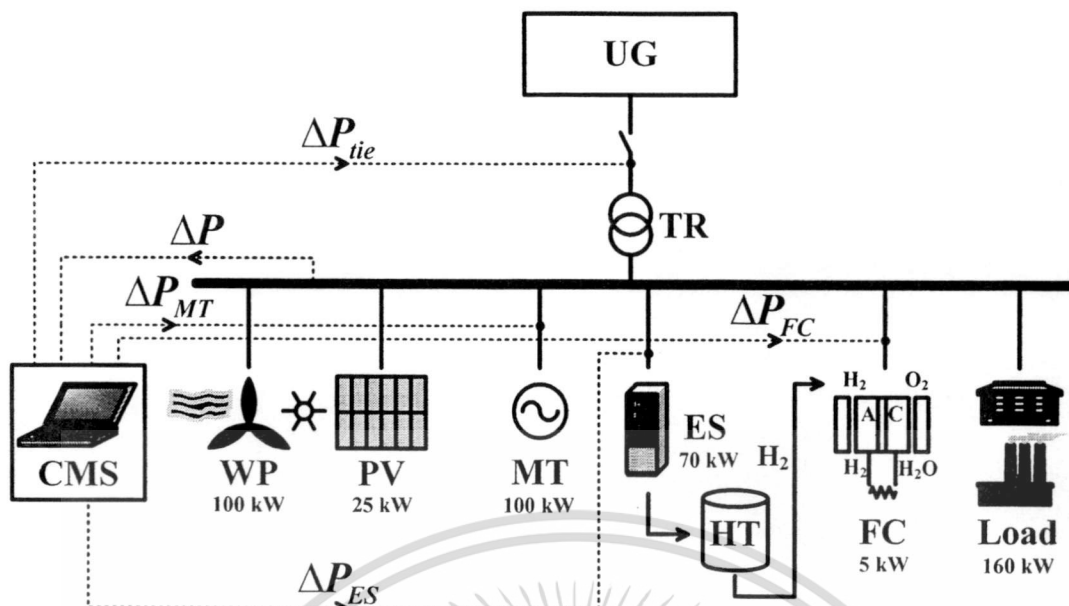 UG
ΔP_tie
TR
ΔP
ΔP_MT
ΔP_FC
H₂ O₂
A C
H₂ H₂O
CMS
WP
100 kW
PV
25 kW
MT
100 kW
ES
70 kW
H₂
HT
FC
5 kW
Load
160 kW
ΔP_ES